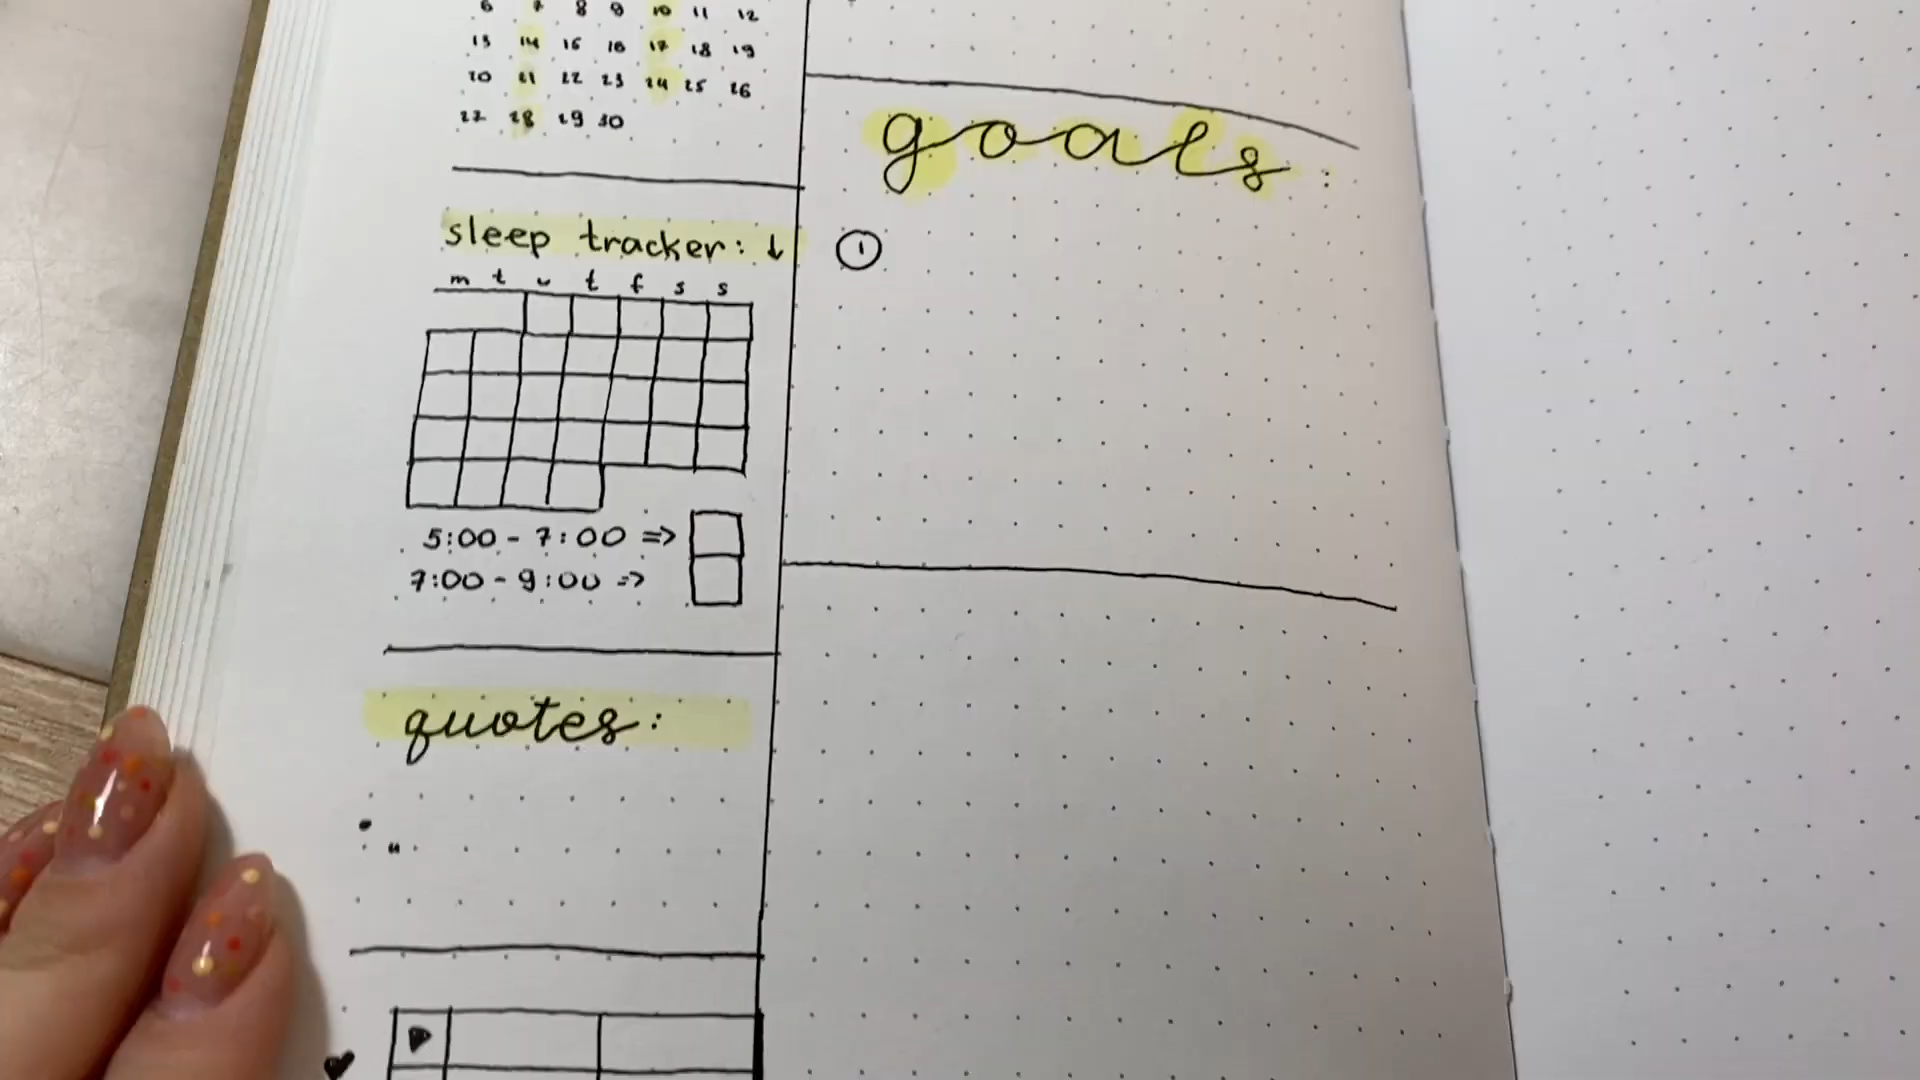 6 7 8 9 10 11 12
13 14 15 16 17 18 19
20 21 22 23 24 25 26
27 28 29 30
sleep tracker: ↓
m t w t f s s
5:00 - 7:00 =>
7:00 - 9:00 =>
quotes:
"
goals:
①